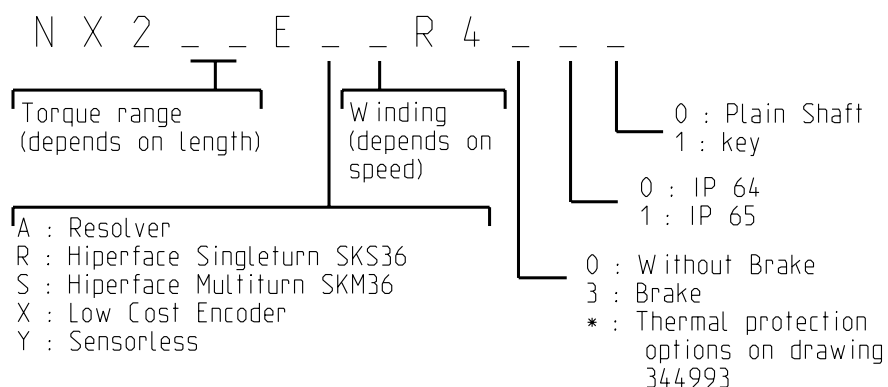 N X 2 _ _ E _ _ R 4 _ _ _
Torque range
(depends on length)
Winding
(depends on
speed)
0 : Plain Shaft
1 : key
0 : IP 64
1 : IP 65
A : Resolver
R : Hiperface Singleturn SKS36
S : Hiperface Multiturn SKM36
X : Low Cost Encoder
Y : Sensorless
0 : Without Brake
3 : Brake
* : Thermal protection
options on drawing
344993